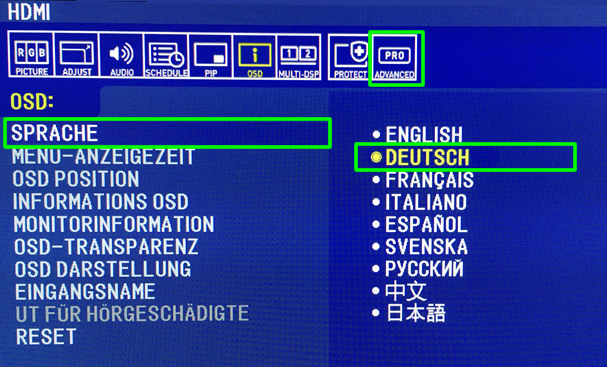 HDMI
RGB PICTURE ADJUST AUDIO SCHEDULE PIP OSD 1 2 MULTI-DSP PROTECT PRO ADVANCED
OSD:
SPRACHE
MENÜ-ANZEIGEZEIT
OSD POSITION
INFORMATIONS OSD
MONITORINFORMATION
OSD-TRANSPARENZ
OSD DARSTELLUNG
EINGANGSNAME
UT FÜR HÖRGESCHÄDIGTE
RESET
ENGLISH
DEUTSCH
FRANÇAIS
ITALIANO
ESPAÑOL
SVENSKA
РУССКИЙ
中文
日本語